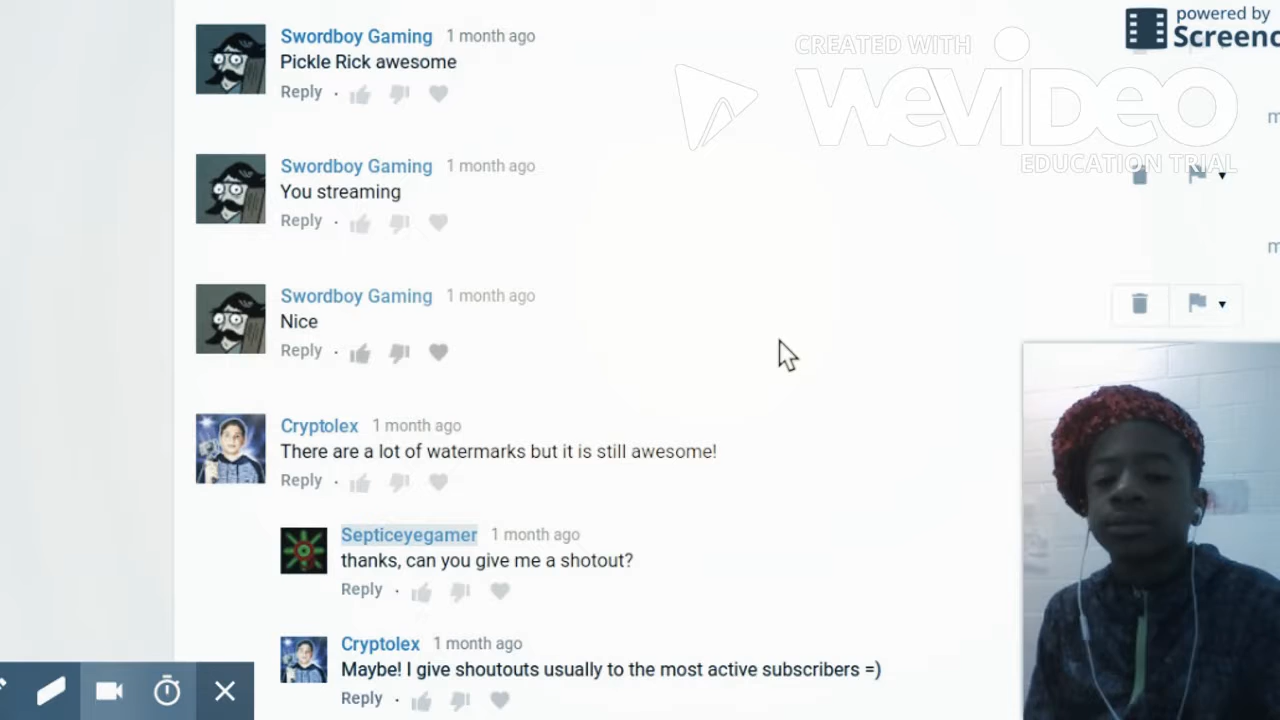 Swordboy Gaming 1 month ago
powered by
Pickle Rick awesome
CREATED WITH
Screenc
Reply
WEVIDEO
EDUCATION TRIAL
Swordboy Gaming 1 month ago
You streaming
Reply
m
Swordboy Gaming 1 month ago
m
Nice
Reply
Cryptolex 1 month ago
There are a lot of watermarks but it is still awesome!
Reply
Septiceyegamer 1 month ago
thanks, can you give me a shotout?
Reply
Cryptolex 1 month ago
Maybe! I give shoutouts usually to the most active subscribers =)
Reply